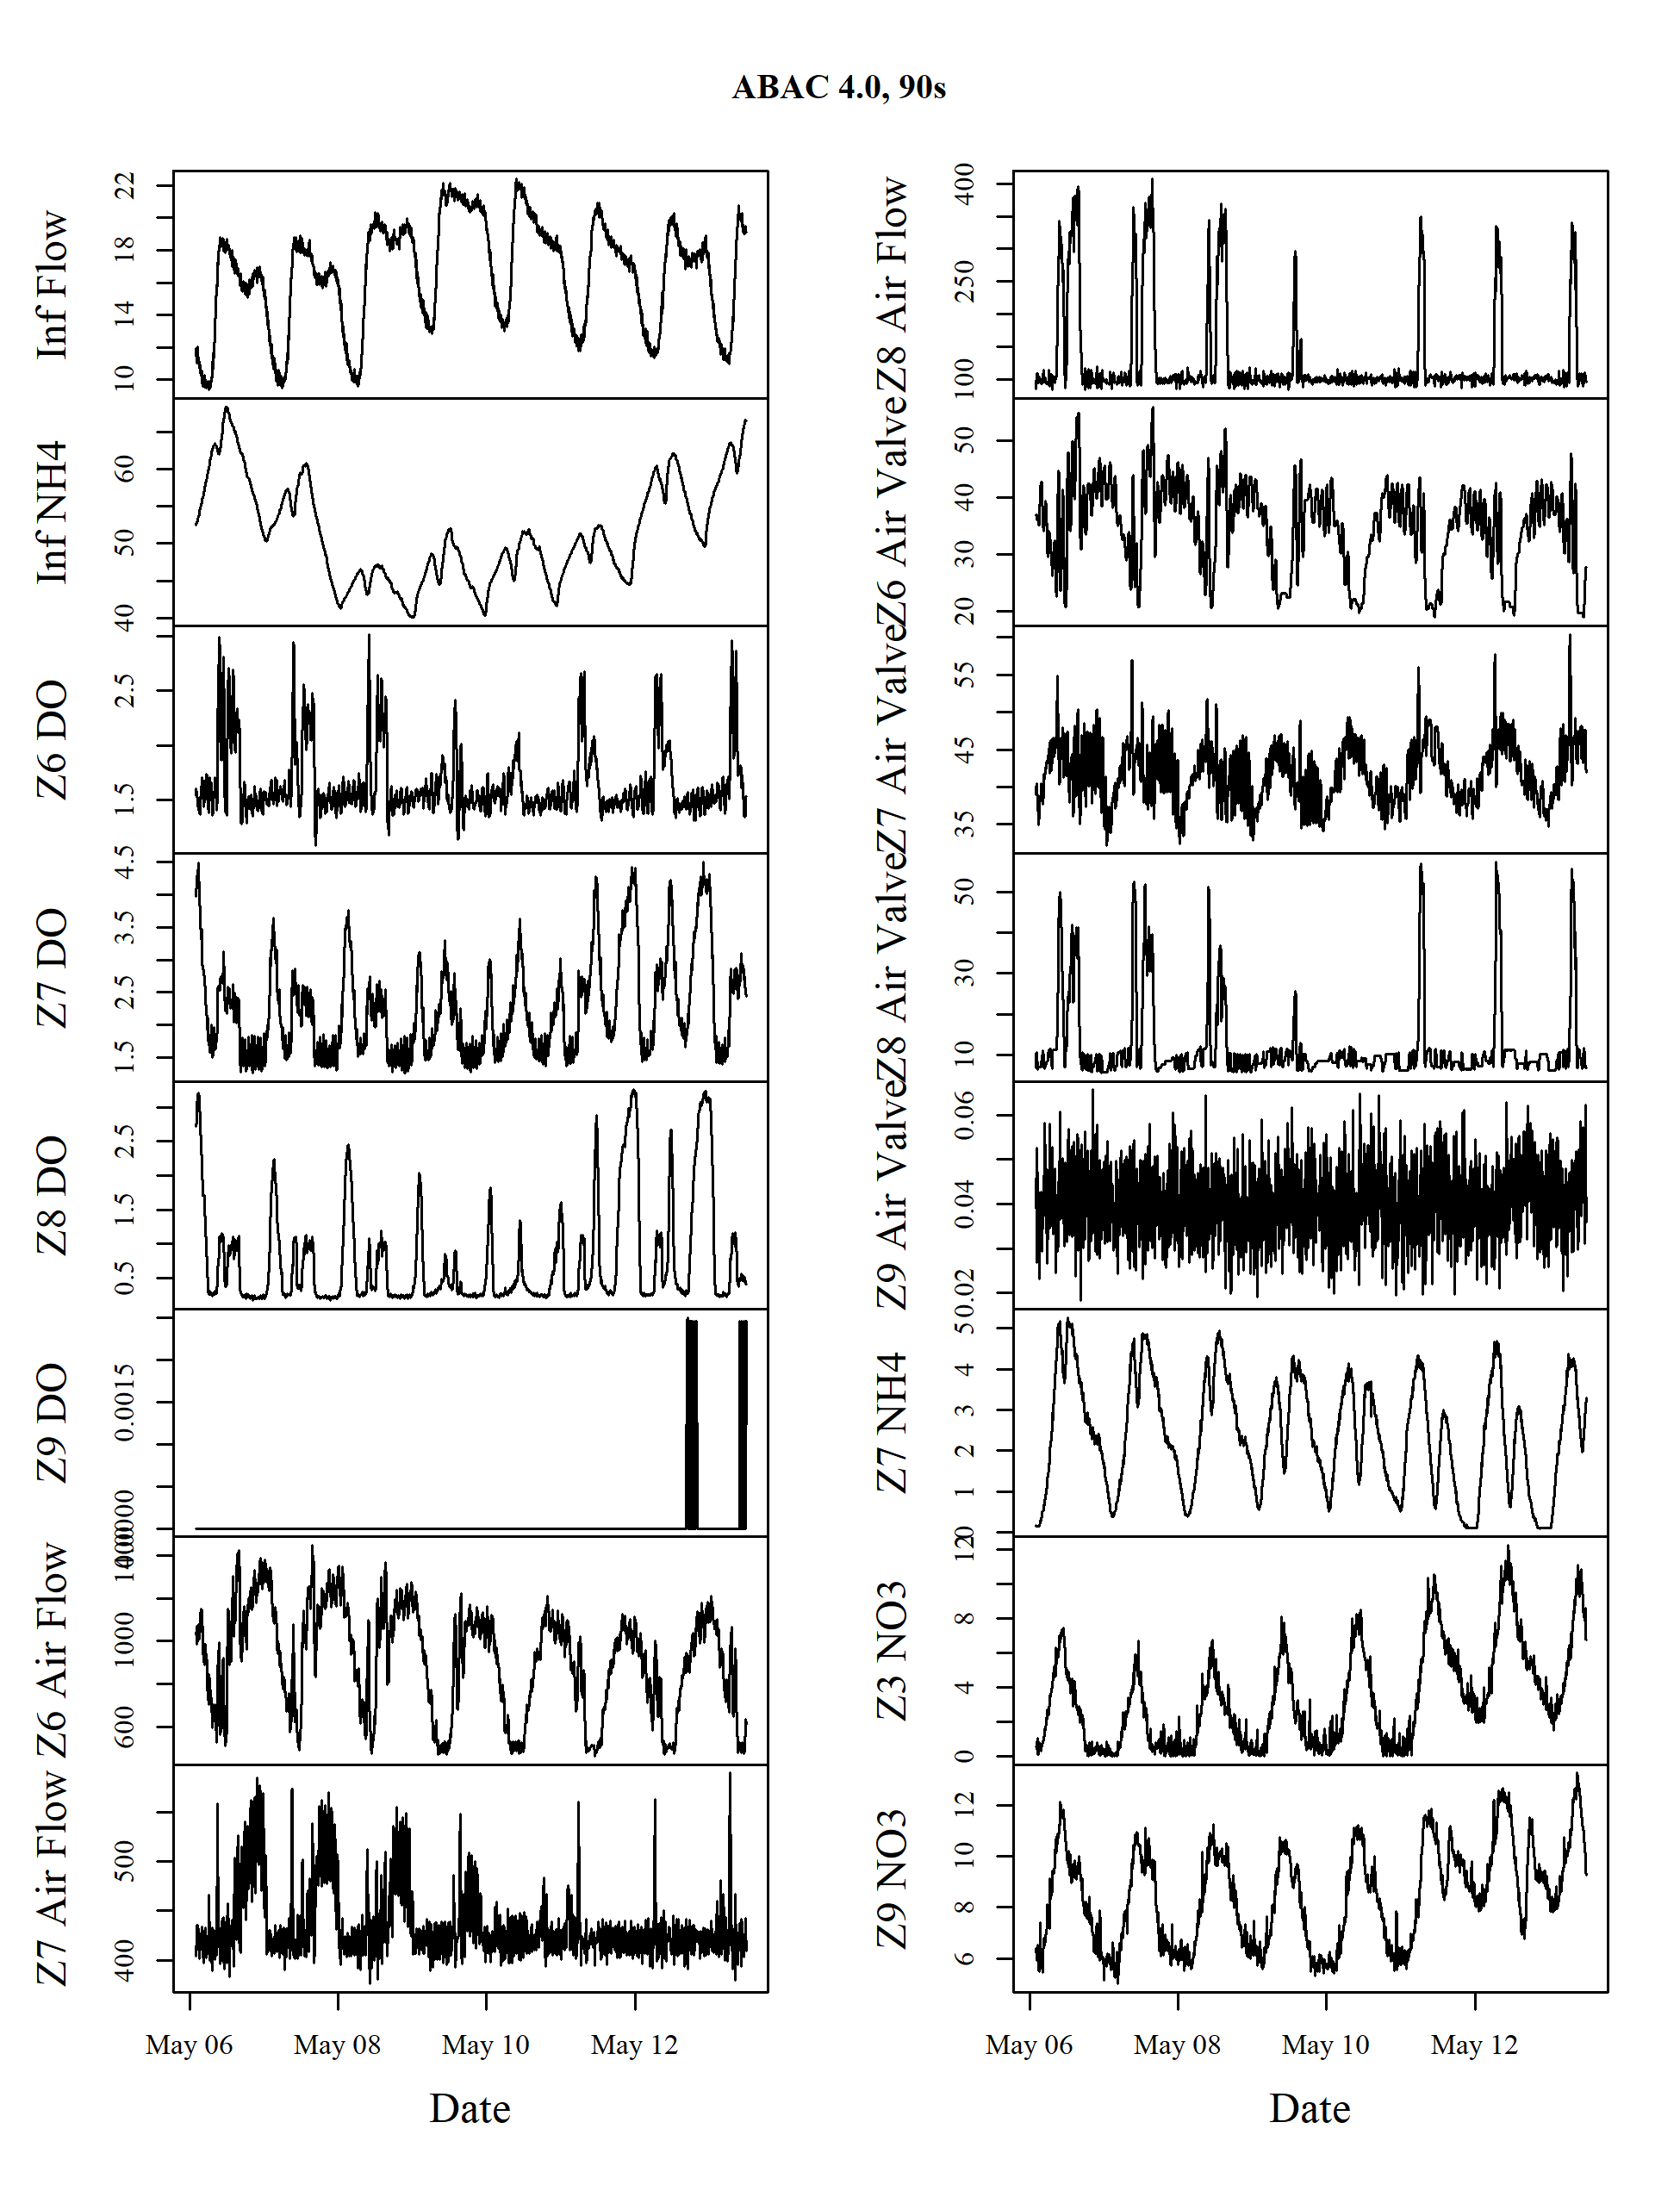 ABAC 4.0, 90s
Inf Flow
10 14 18 22
Inf NH4
40 50 60
Z6 DO
1.5 2.5
Z7 DO
1.5 2.5 3.5 4.5
Z8 DO
0.5 1.5 2.5
Z9 DO
0.0000 0.0015
Z6 Air Flow
600 1000 1400
Z7 Air Flow
400 500
May 06 May 08 May 10 May 12
Date
Z8 Air Flow
100 250 400
Z6 Air Valve
20 30 40 50
Z7 Air Valve
35 45 55
Z8 Air Valve
10 30 50
Z9 Air Valve
0.02 0.04 0.06
Z7 NH4
0 1 2 3 4 5
Z3 NO3
0 4 8 12
Z9 NO3
6 8 10 12
May 06 May 08 May 10 May 12
Date